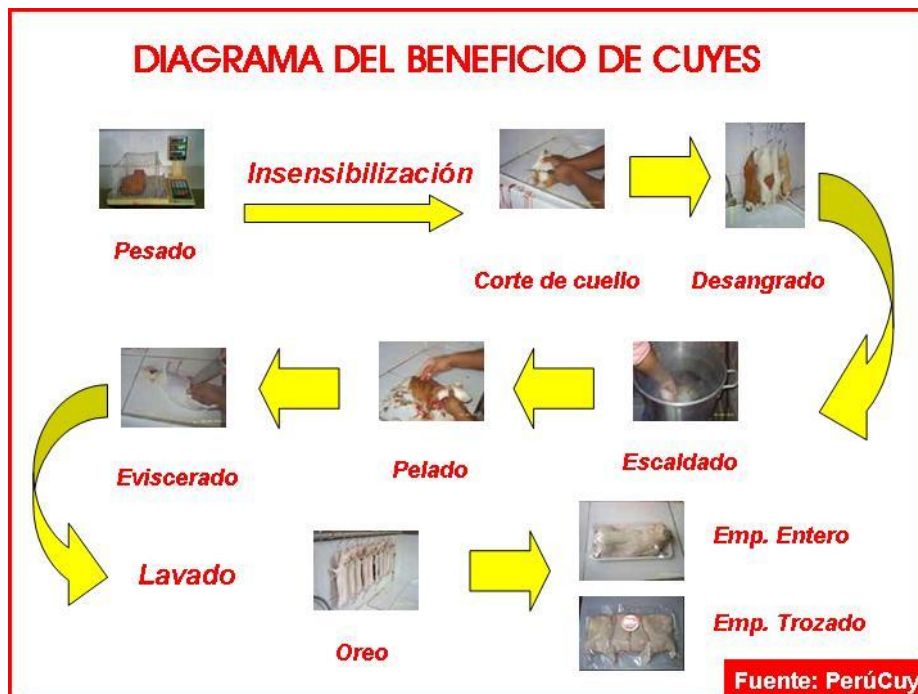 DIAGRAMA DEL BENEFICIO DE CUYES
Insensibilización
Pesado
Corte de cuello
Desangrado
Escaldado
Pelado
Eviscerado
Lavado
Oreo
Emp. Entero
Emp. Trozado
Fuente: PerúCuy